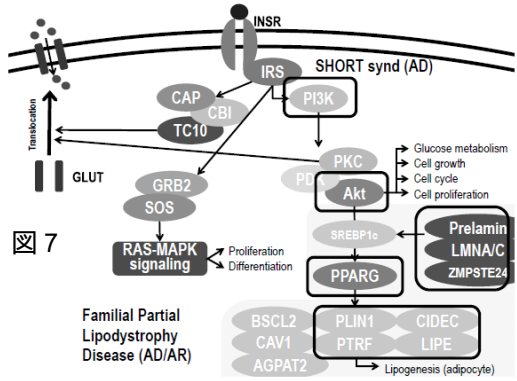 INSR
IRS
SHORT synd (AD)
CAP
CBI
TC10
PI3K
Translocation
GLUT
PKC
PDK
Akt
Glucose metabolism
Cell growth
Cell cycle
Cell proliferation
GRB2
SOS
SREBP1c
Prelamin
LMNA/C
ZMPSTE24
図 7
RAS-MAPK
signaling
Proliferation
Differentiation
PPARG
Familial Partial
Lipodystrophy
Disease (AD/AR)
BSCL2
CAV1
AGPAT2
PLIN1
CIDEC
PTRF
LIPE
Lipogenesis (adipocyte)